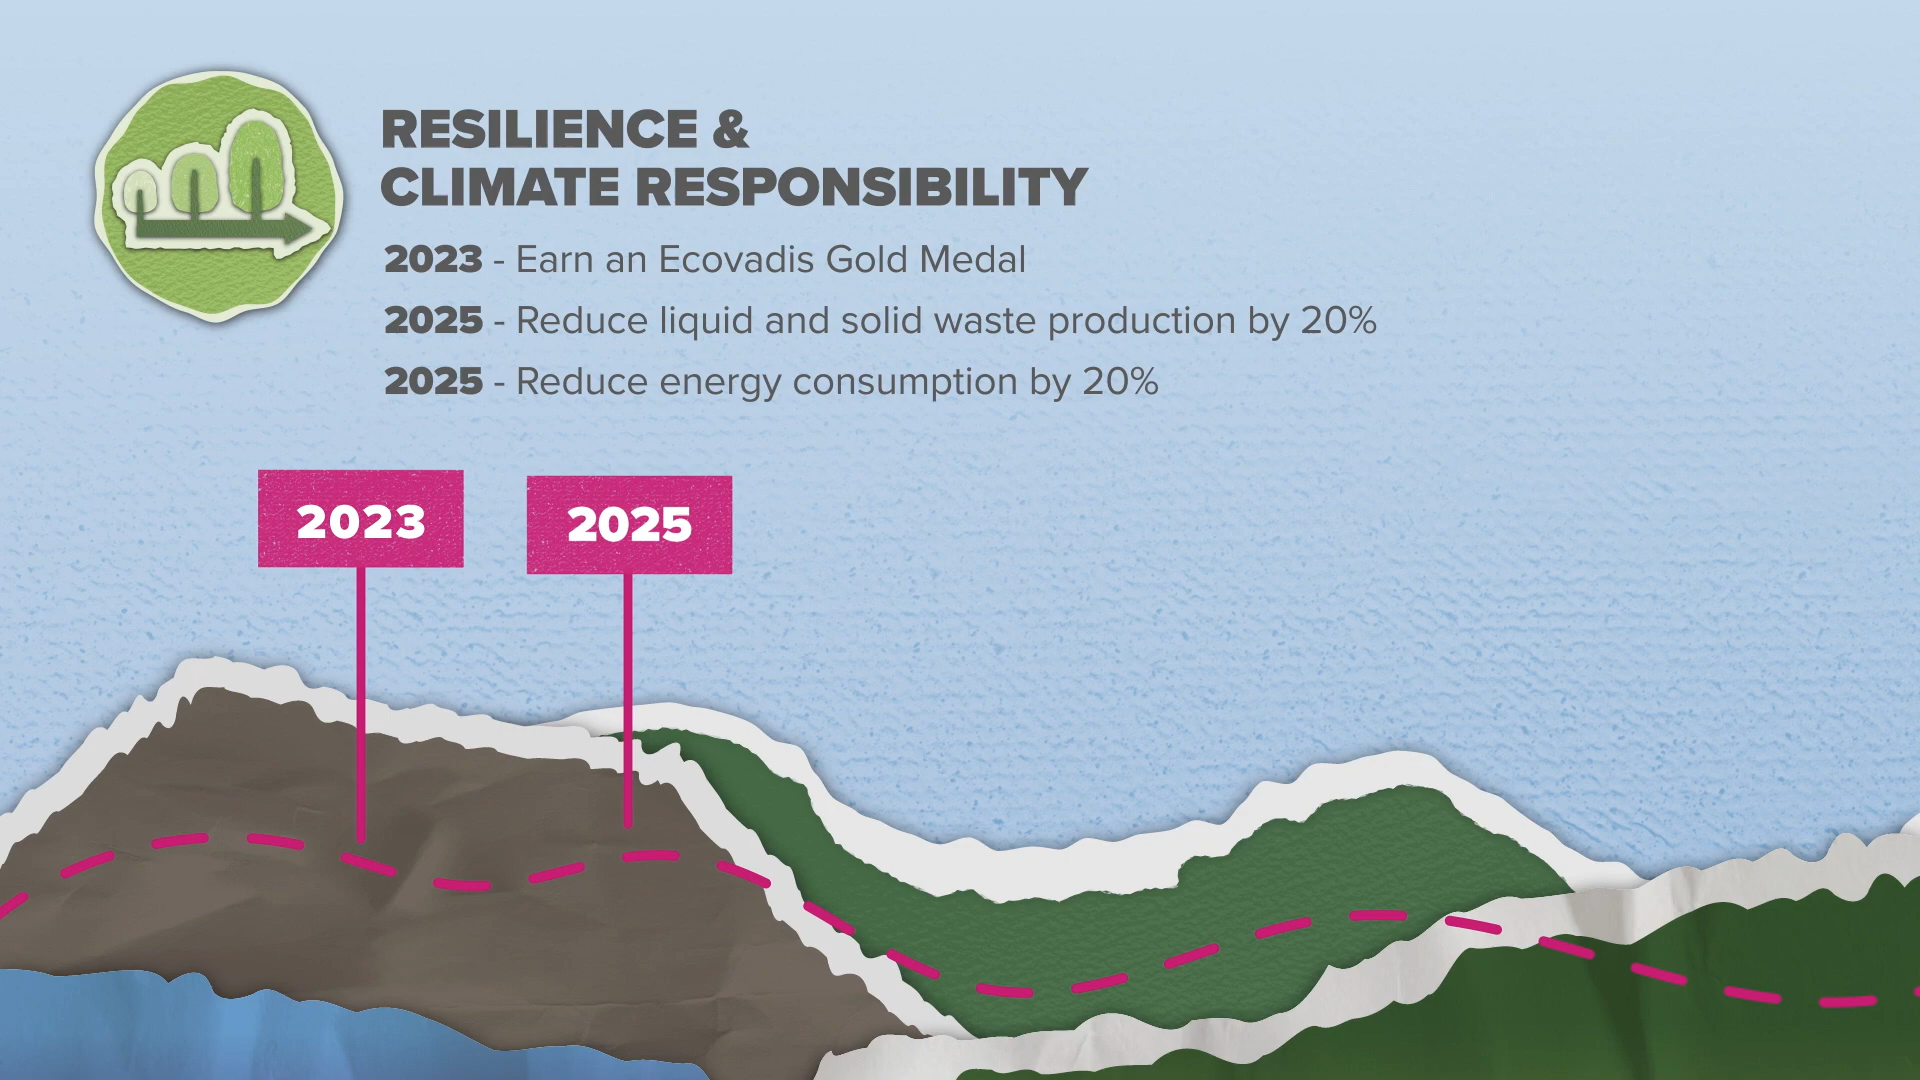 RESILIENCE &
CLIMATE RESPONSIBILITY
2023 - Earn an Ecovadis Gold Medal
2025 - Reduce liquid and solid waste production by 20%
2025 - Reduce energy consumption by 20%
2023
2025